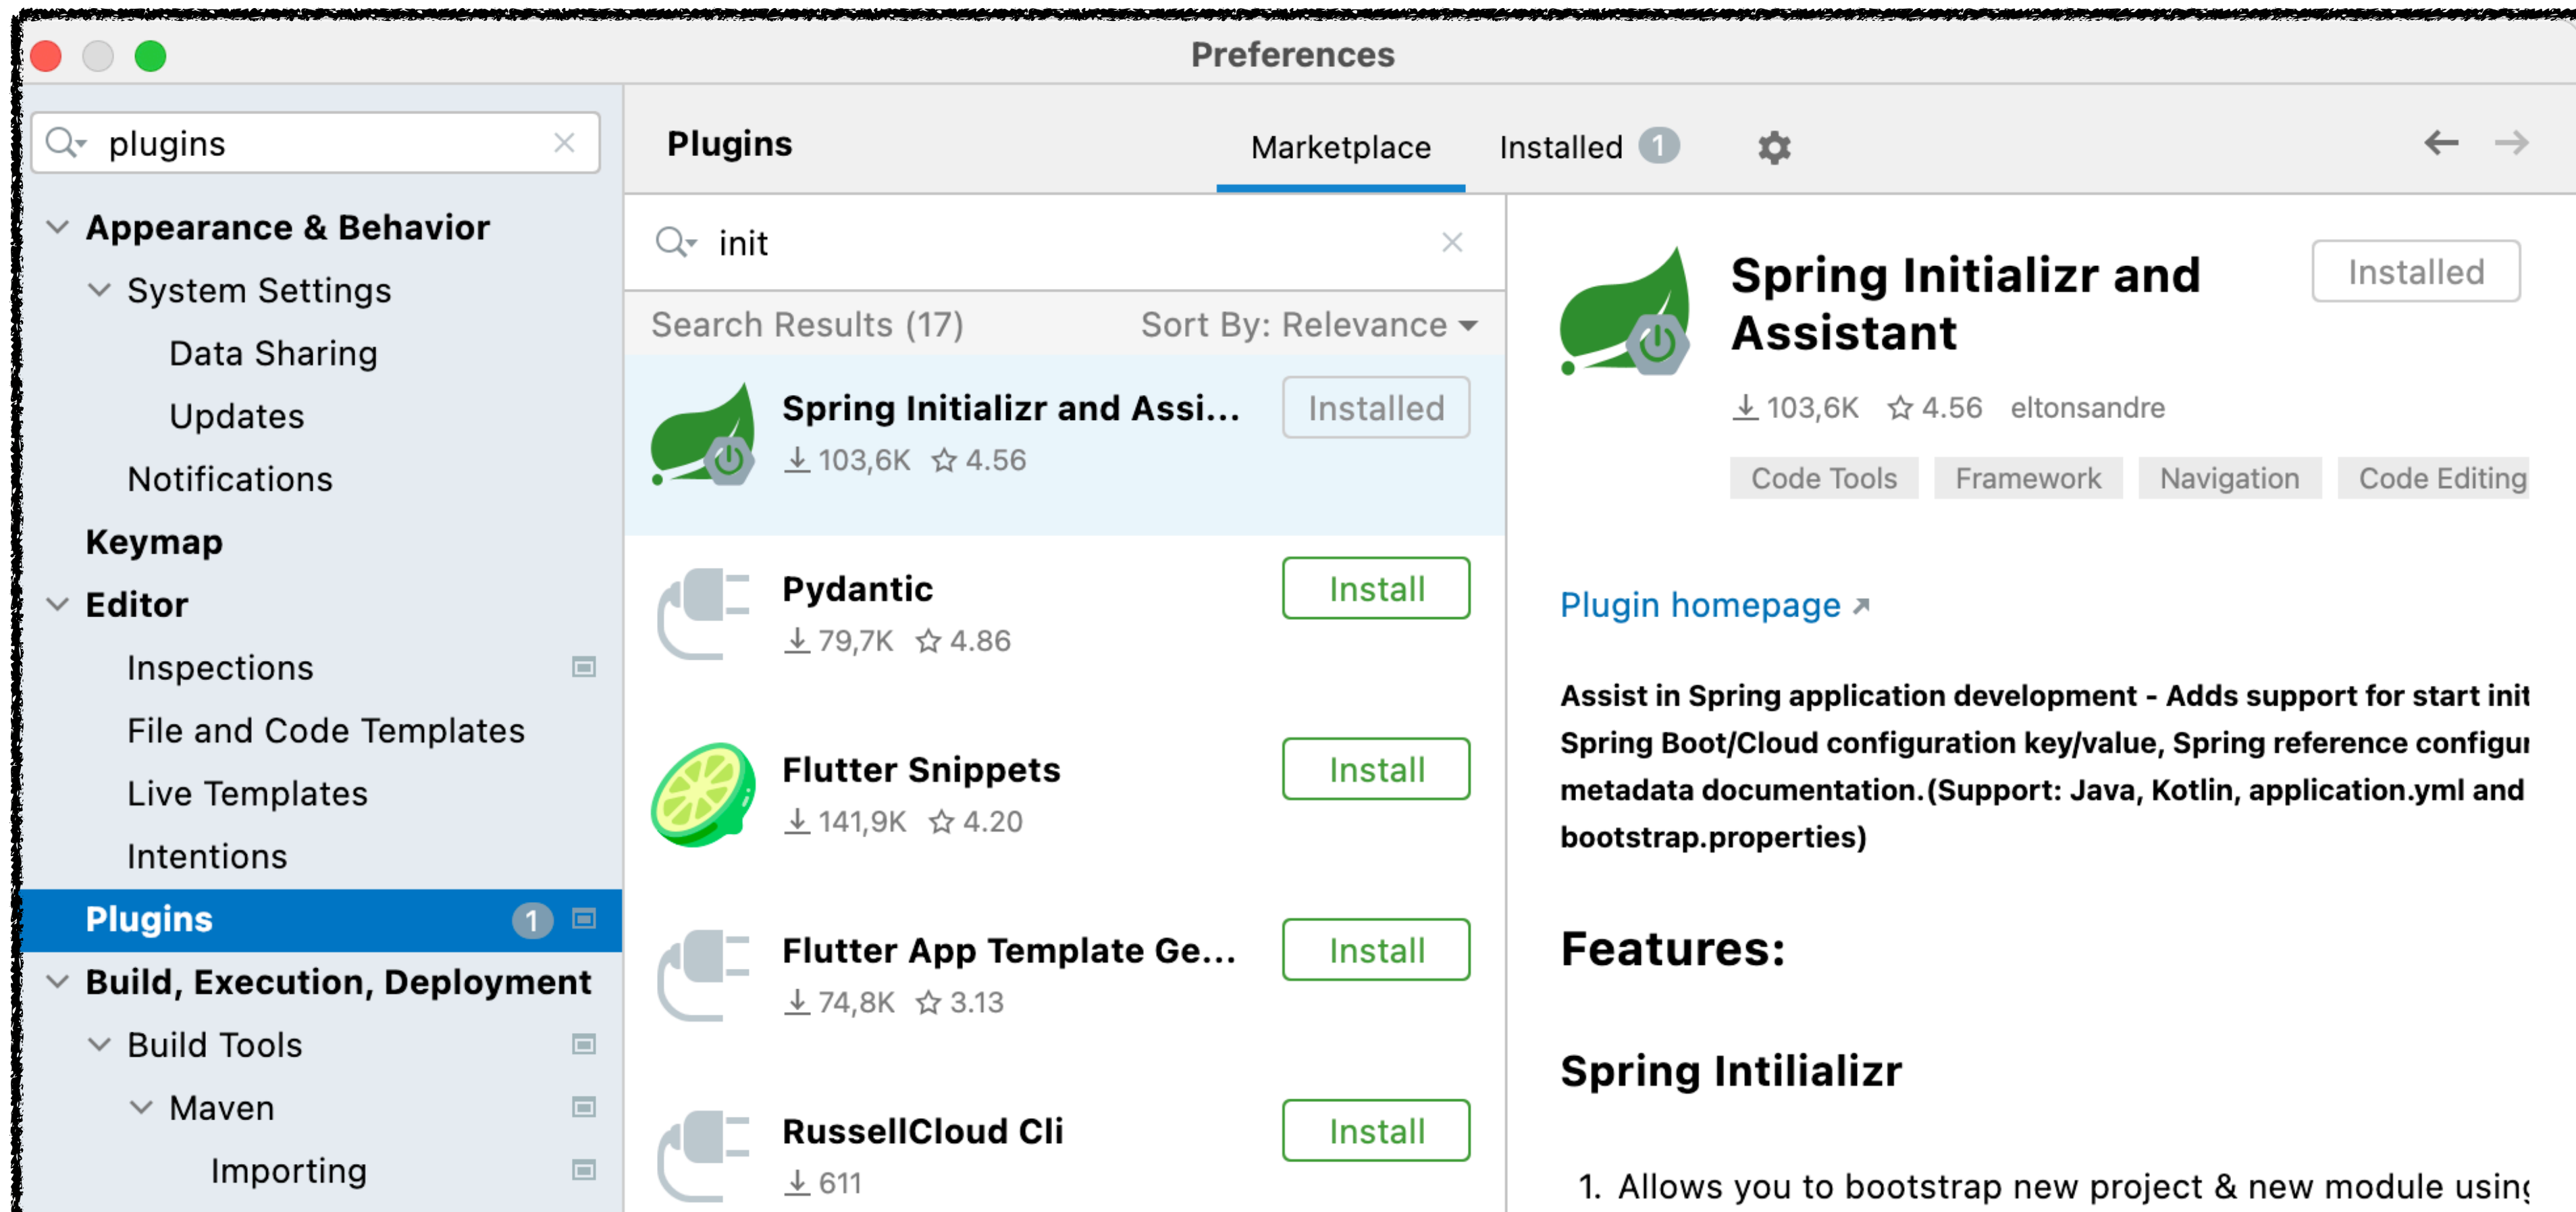 Preferences
plugins
Appearance & Behavior
System Settings
Data Sharing
Updates
Notifications
Keymap
Editor
Inspections
File and Code Templates
Live Templates
Intentions
Plugins 1
Build, Execution, Deployment
Build Tools
Maven
Importing
Plugins
Marketplace
Installed 1
init
Search Results (17) Sort By: Relevance
Spring Initializr and Assi... Installed
103,6K 4.56
Pydantic Install
79,7K 4.86
Flutter Snippets Install
141,9K 4.20
Flutter App Template Ge... Install
74,8K 3.13
RussellCloud Cli Install
611
Spring Initializr and
Assistant
Installed
103,6K 4.56 eltonsandre
Code Tools Framework Navigation Code Editing
Plugin homepage
Assist in Spring application development - Adds support for start init
Spring Boot/Cloud configuration key/value, Spring reference configur
metadata documentation.(Support: Java, Kotlin, application.yml and
bootstrap.properties)
Features:
Spring Intilializr
1. Allows you to bootstrap new project & new module using